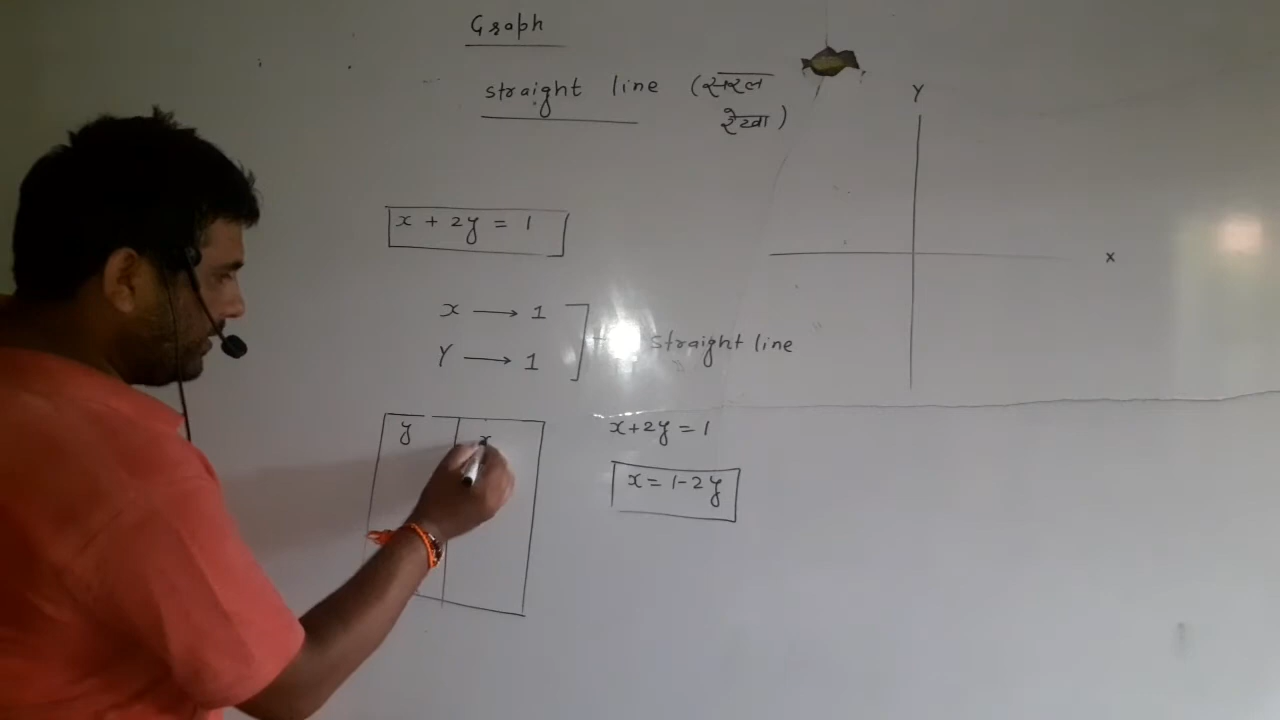 Graph
straight line (सरल
रेखा)
Y
x + 2y = 1
x
x → 1
Y → 1
straight line
y x
x+2y = 1
x = 1-2y